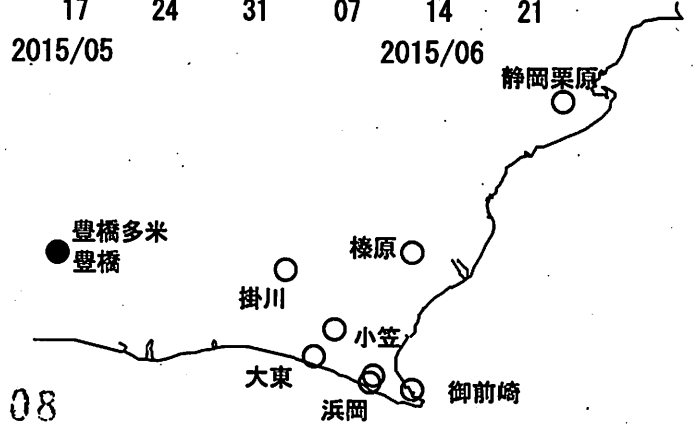 17 24 31 07 14 21
2015/05 2015/06
静岡栗原
豊橋多米
豊橋
榛原
掛川
小笠
大東
浜岡
御前崎
08